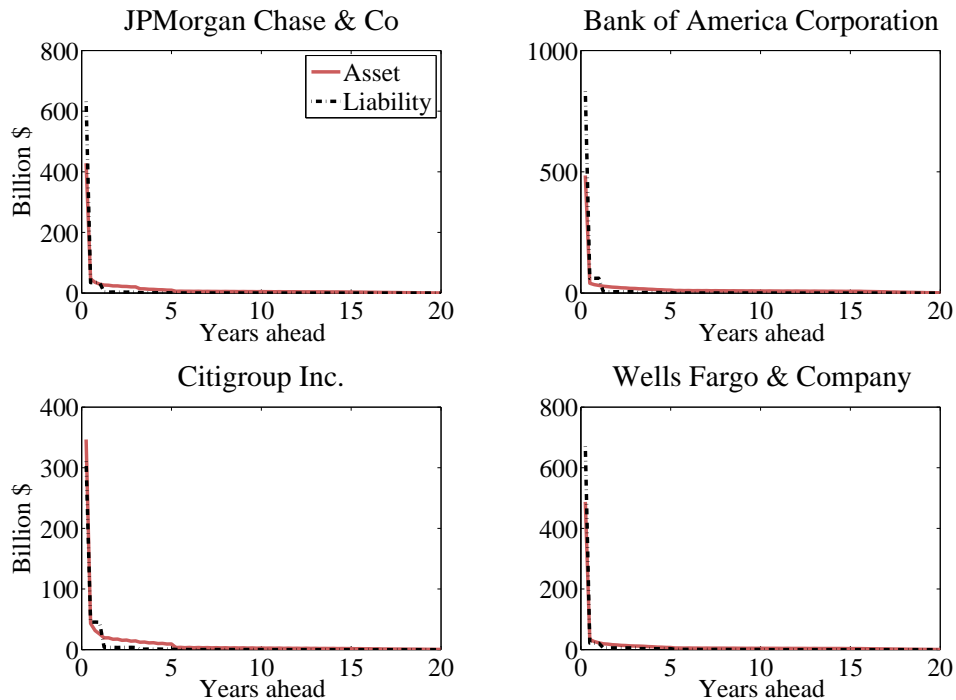 JPMorgan Chase & Co
800
600
400
200
0
Billion $
Asset
Liability
0 5 10 15 20
Years ahead
Bank of America Corporation
1000
500
0
0 5 10 15 20
Years ahead
Citigroup Inc.
400
300
200
100
0
Billion $
0 5 10 15 20
Years ahead
Wells Fargo & Company
800
600
400
200
0
0 5 10 15 20
Years ahead